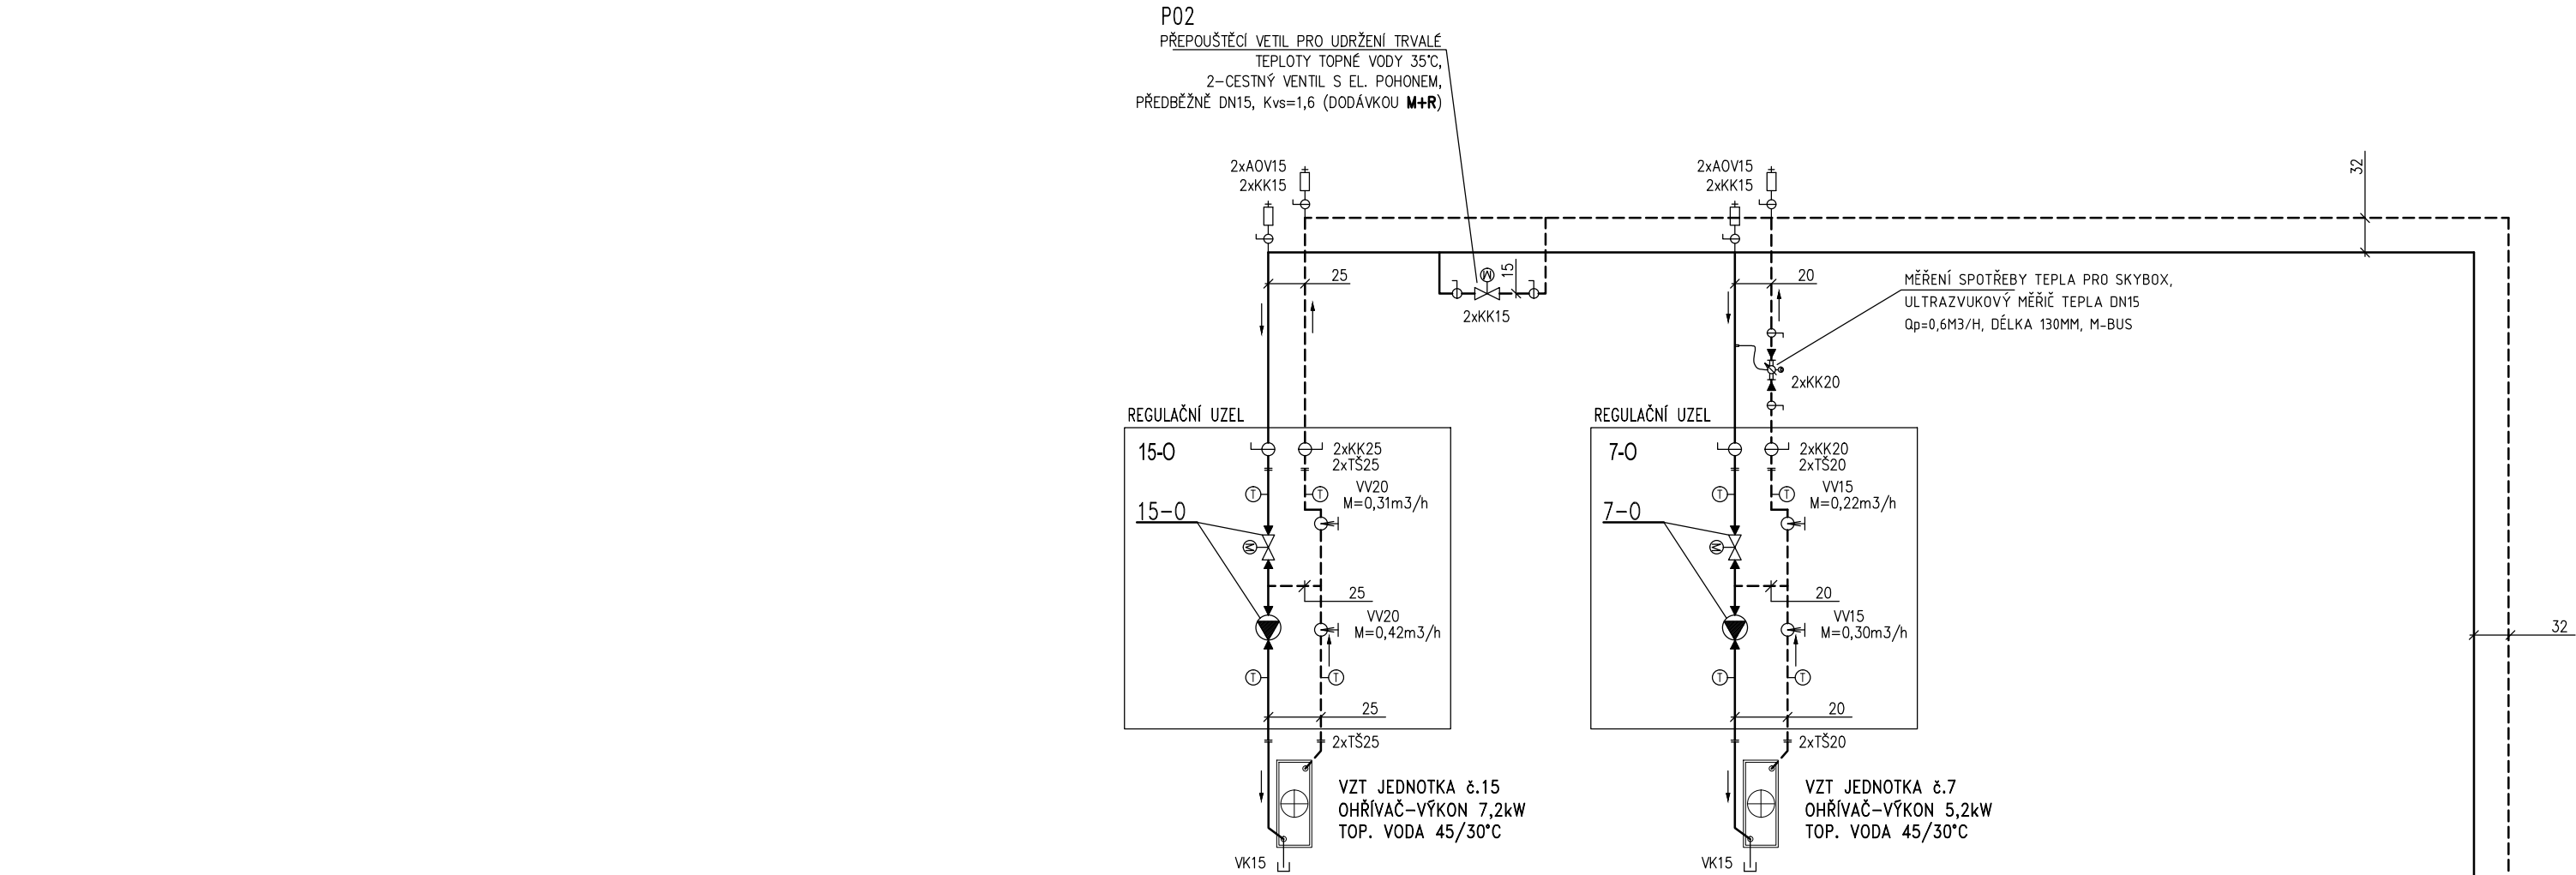 P02
PŘEPOUŠTĚCÍ VETIL PRO UDRŽENÍ TRVALÉ
TEPLOTY TOPNÉ VODY 35°C,
2-CESTNÝ VENTIL S EL. POHONEM,
PŘEDBĚŽNĚ DN15, Kvs=1,6 (DODÁVKOU M+R)
2xAOV15
2xKK15
2xAOV15
2xKK15
32
25
M
15
2xKK15
20
MĚŘENÍ SPOTŘEBY TEPLA PRO SKYBOX,
ULTRAZVUKOVÝ MĚŘIČ TEPLA DN15
Qp=0,6M3/H, DÉLKA 130MM, M-BUS
2xKK20
REGULAČNÍ UZEL
15-O
2xKK25
2xTŠ25
T
T
VV20
M=0,31m3/h
15-O
M
25
VV20
M=0,42m3/h
T
T
25
2xTŠ25
VZT JEDNOTKA č.15
OHŘÍVAČ-VÝKON 7,2kW
TOP. VODA 45/30°C
VK15
REGULAČNÍ UZEL
7-O
2xKK20
2xTŠ20
T
T
VV15
M=0,22m3/h
7-O
M
20
VV15
M=0,30m3/h
T
T
20
2xTŠ20
VZT JEDNOTKA č.7
OHŘÍVAČ-VÝKON 5,2kW
TOP. VODA 45/30°C
VK15
32